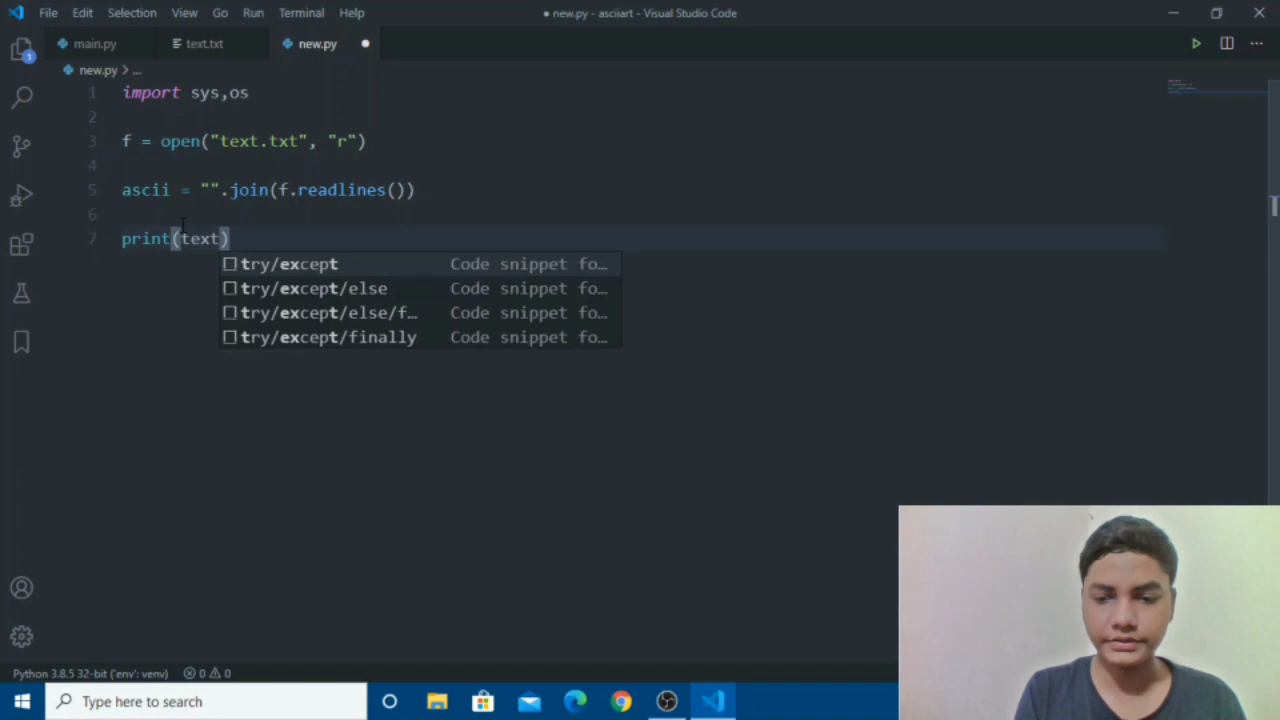 File Edit Selection View Go Run Terminal Help
● new.py - asciiart - Visual Studio Code
main.py text.txt new.py ●
new.py > ...
1 import sys,os
2
3 f = open("text.txt", "r")
4
5 ascii = "".join(f.readlines())
6
7 print(text)
try/except Code snippet fo…
try/except/else Code snippet fo…
try/except/else/f… Code snippet fo…
try/except/finally Code snippet fo…
1
Python 3.8.5 32-bit ('env': venv) 0 0
Type here to search